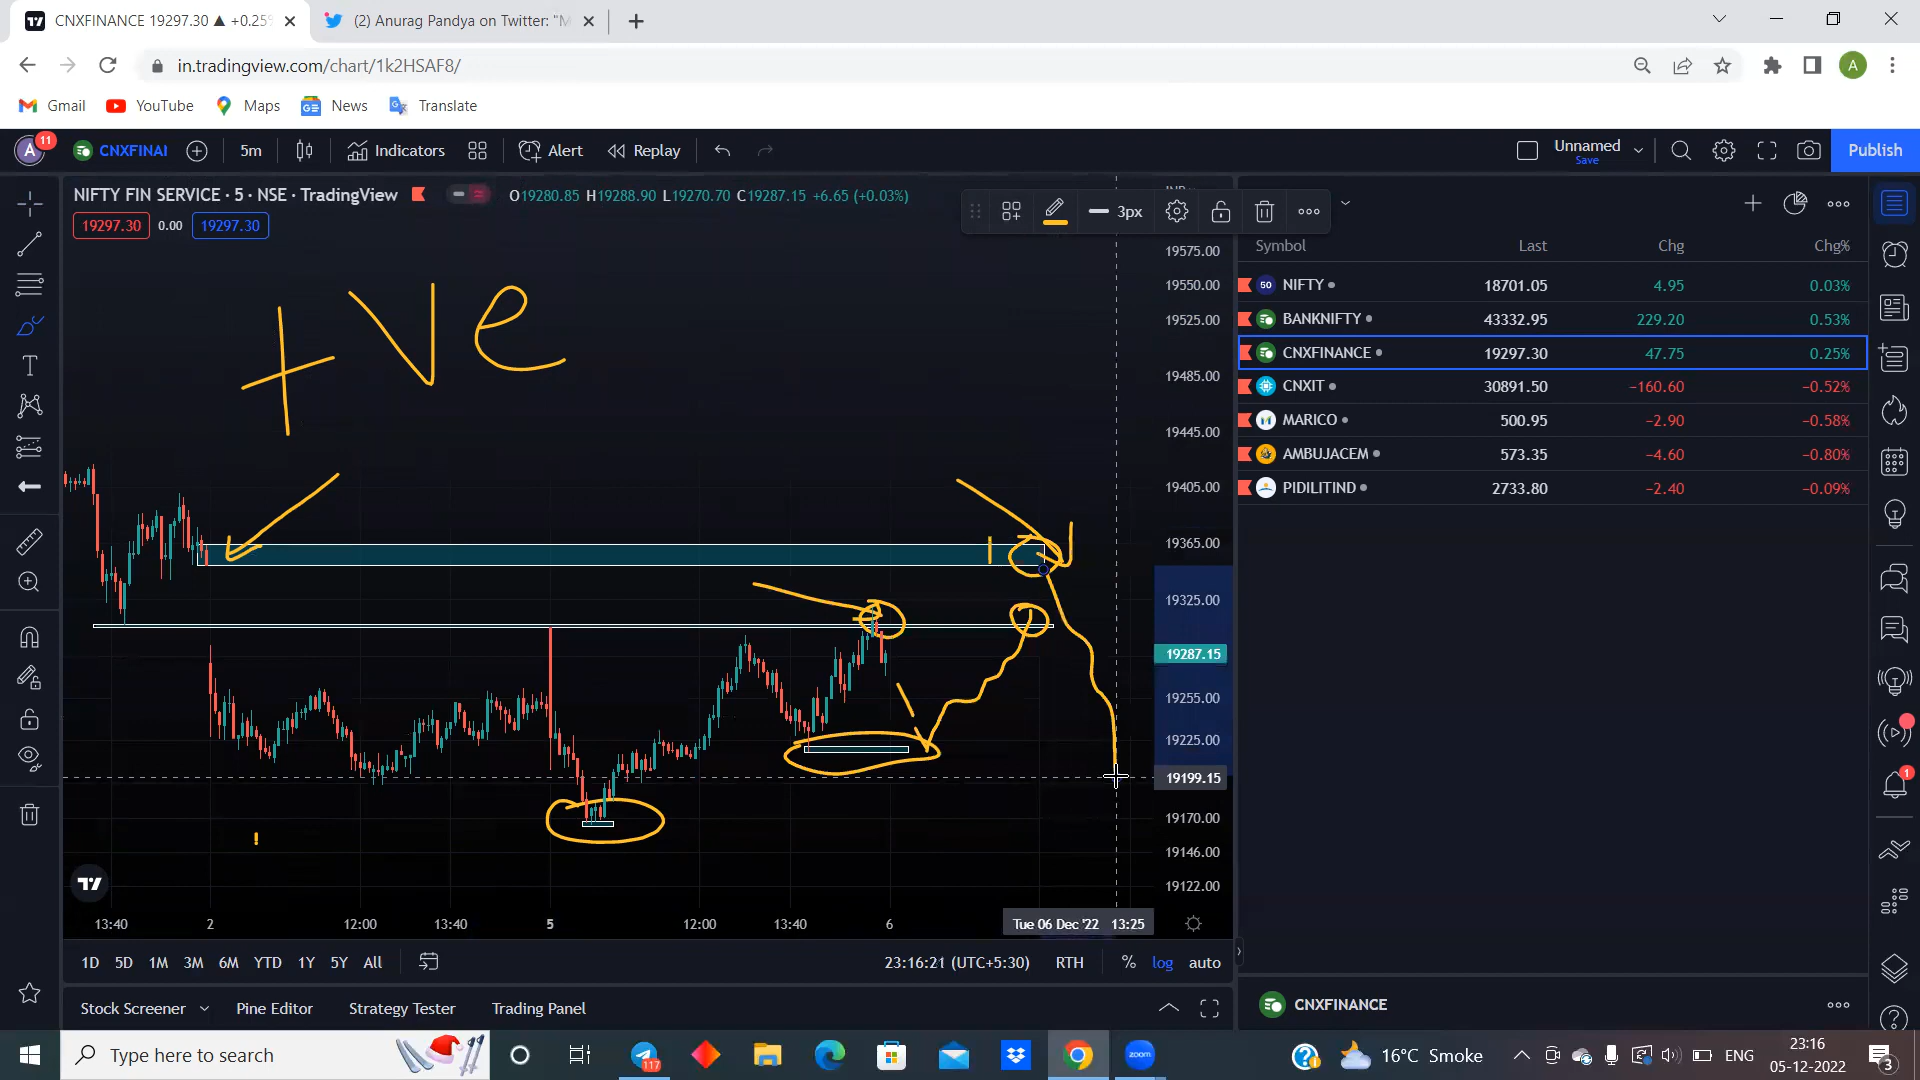 CNXFINANCE 19297.30 ▲ +0.25%
(2) Anurag Pandya on Twitter: "M
in.tradingview.com/chart/1k2HSAF8/
A
Gmail YouTube Maps News Translate
A 11 CNXFINAI 5m Indicators Alert Replay Unnamed Save Publish
NIFTY FIN SERVICE · 5 · NSE · TradingView O19280.85 H19288.90 L19270.70 C19287.15 +6.65 (+0.03%)
19297.30 0.00 19297.30
3px
+ve
19575.00
19550.00
19525.00
19485.00
19445.00
19405.00
19365.00
19325.00
19287.15
19255.00
19225.00
19199.15
19170.00
19146.00
19122.00
13:40 2 12:00 13:40 5 12:00 13:40 6 Tue 06 Dec '22 13:25
1D 5D 1M 3M 6M YTD 1Y 5Y All 23:16:21 (UTC+5:30) RTH % log auto
Stock Screener Pine Editor Strategy Tester Trading Panel
Symbol Last Chg Chg%
50 NIFTY 18701.05 4.95 0.03%
BANKNIFTY 43332.95 229.20 0.53%
CNXFINANCE 19297.30 47.75 0.25%
CNXIT 30891.50 −160.60 −0.52%
MARICO 500.95 −2.90 −0.58%
AMBUJACEM 573.35 −4.60 −0.80%
PIDILITIND 2733.80 −2.40 −0.09%
1
CNXFINANCE
Type here to search
117
zoom
16°C Smoke
ENG
23:16
05-12-2022
3